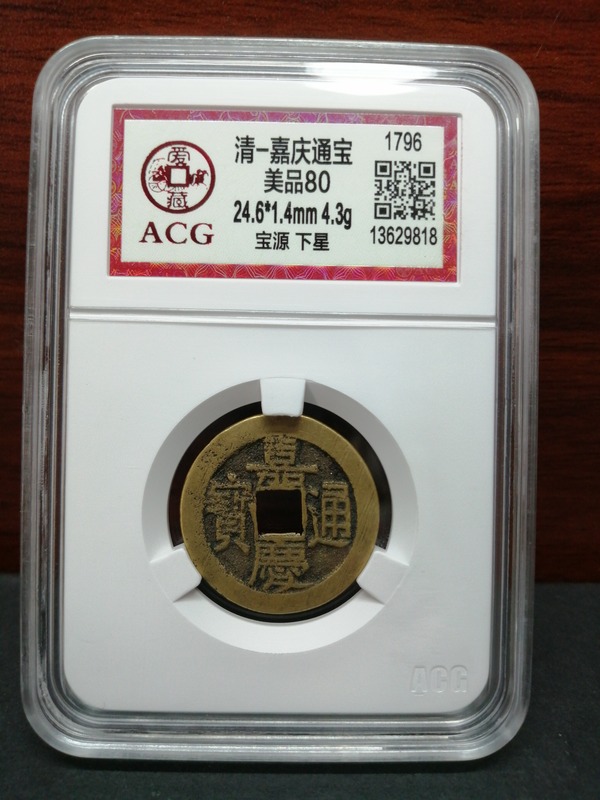 爱藏
ACG
清一嘉庆通宝
美品80
24.6*1.4mm 4.3g
宝源 下星
1796
13629818
嘉慶通寶
ACG